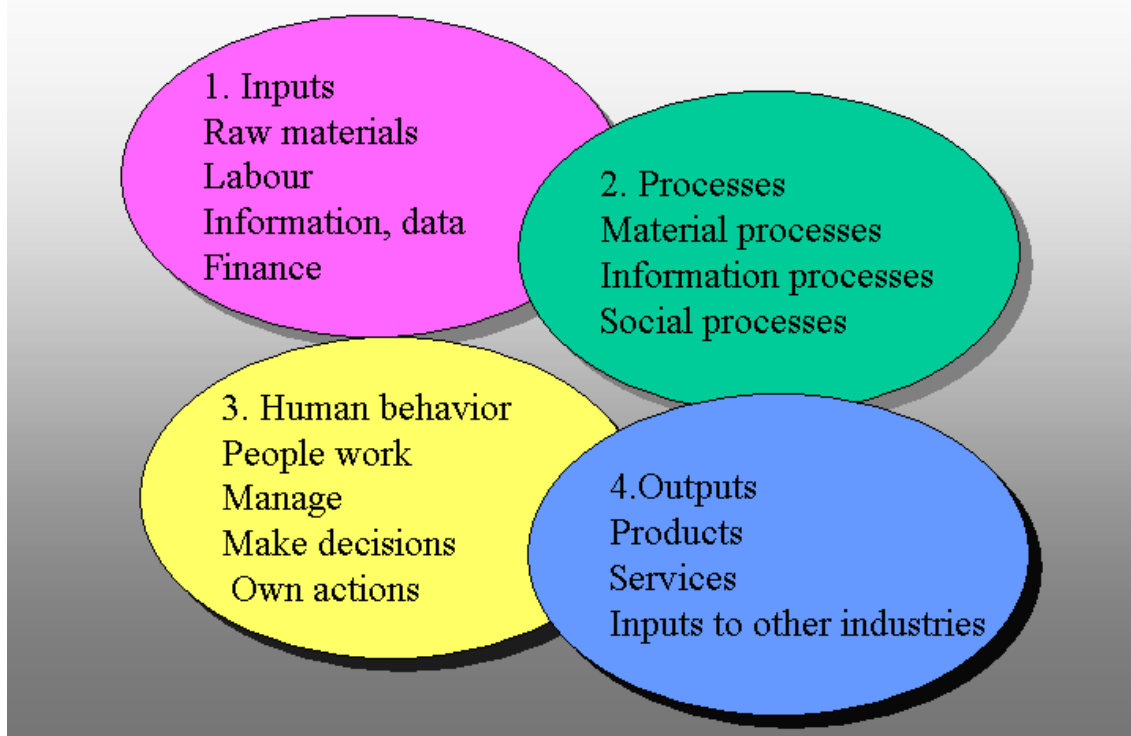 1. Inputs
Raw materials
Labour
Information, data
Finance
2. Processes
Material processes
Information processes
Social processes
3. Human behavior
People work
Manage
Make decisions
Own actions
4.Outputs
Products
Services
Inputs to other industries